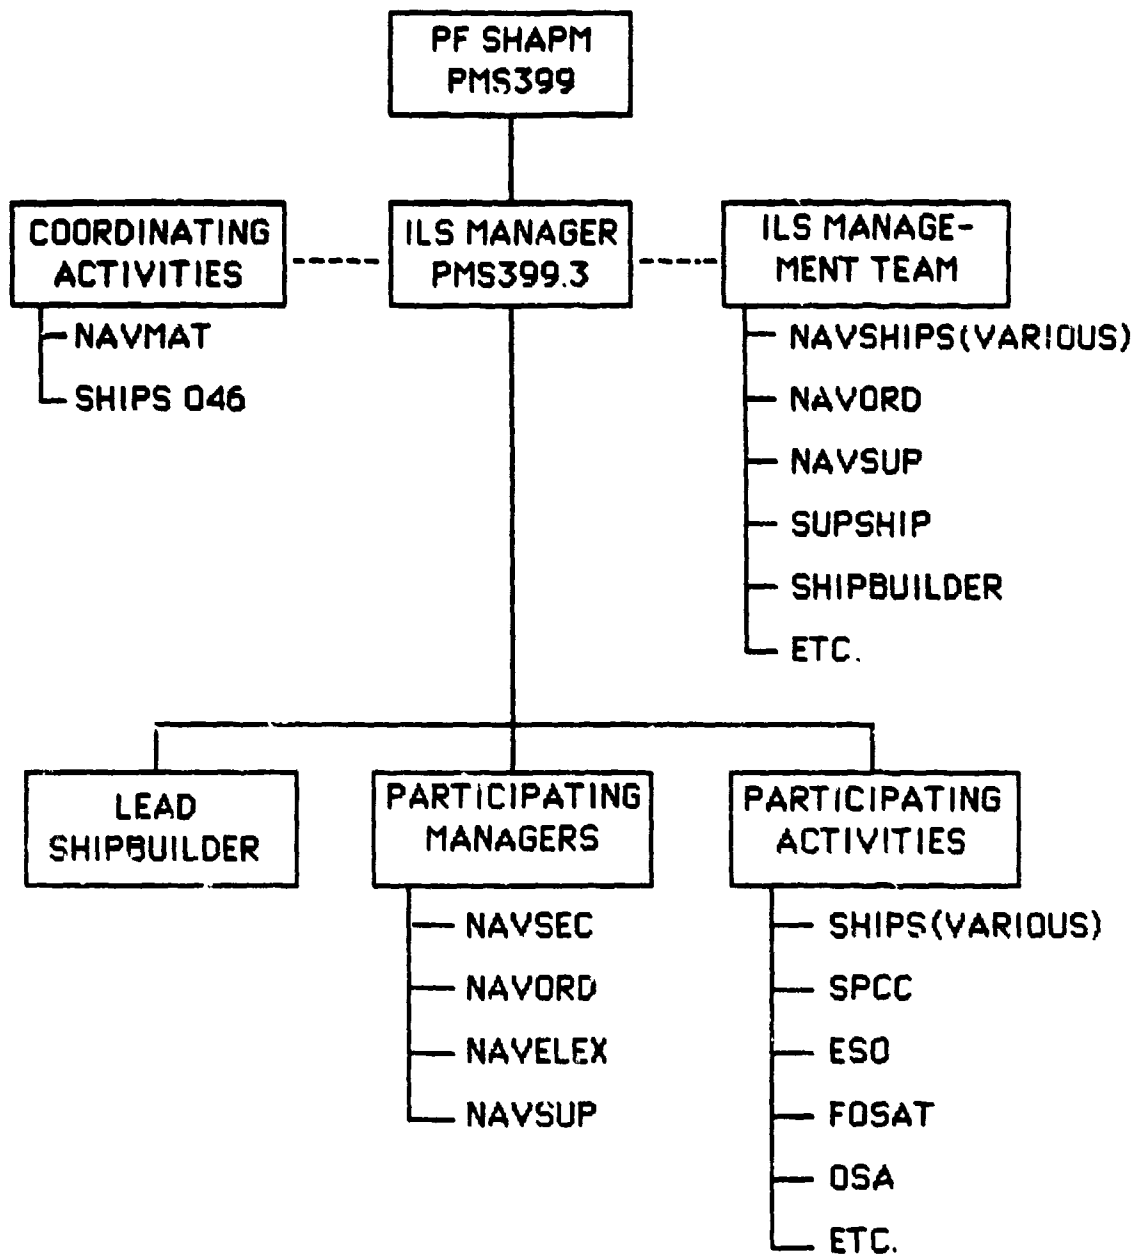 PF SHAPM
PMS399
COORDINATING
ACTIVITIES
NAVMAT
SHIPS 046
ILS MANAGER
PMS399.3
ILS MANAGE-
MENT TEAM
NAVSHIPS(VARIOUS)
NAVORD
NAVSUP
SUPSHIP
SHIPBUILDER
ETC.
LEAD
SHIPBUILDER
PARTICIPATING
MANAGERS
NAVSEC
NAVORD
NAVELEX
NAVSUP
PARTICIPATING
ACTIVITIES
SHIPS(VARIOUS)
SPCC
ESO
FOSAT
OSA
ETC.